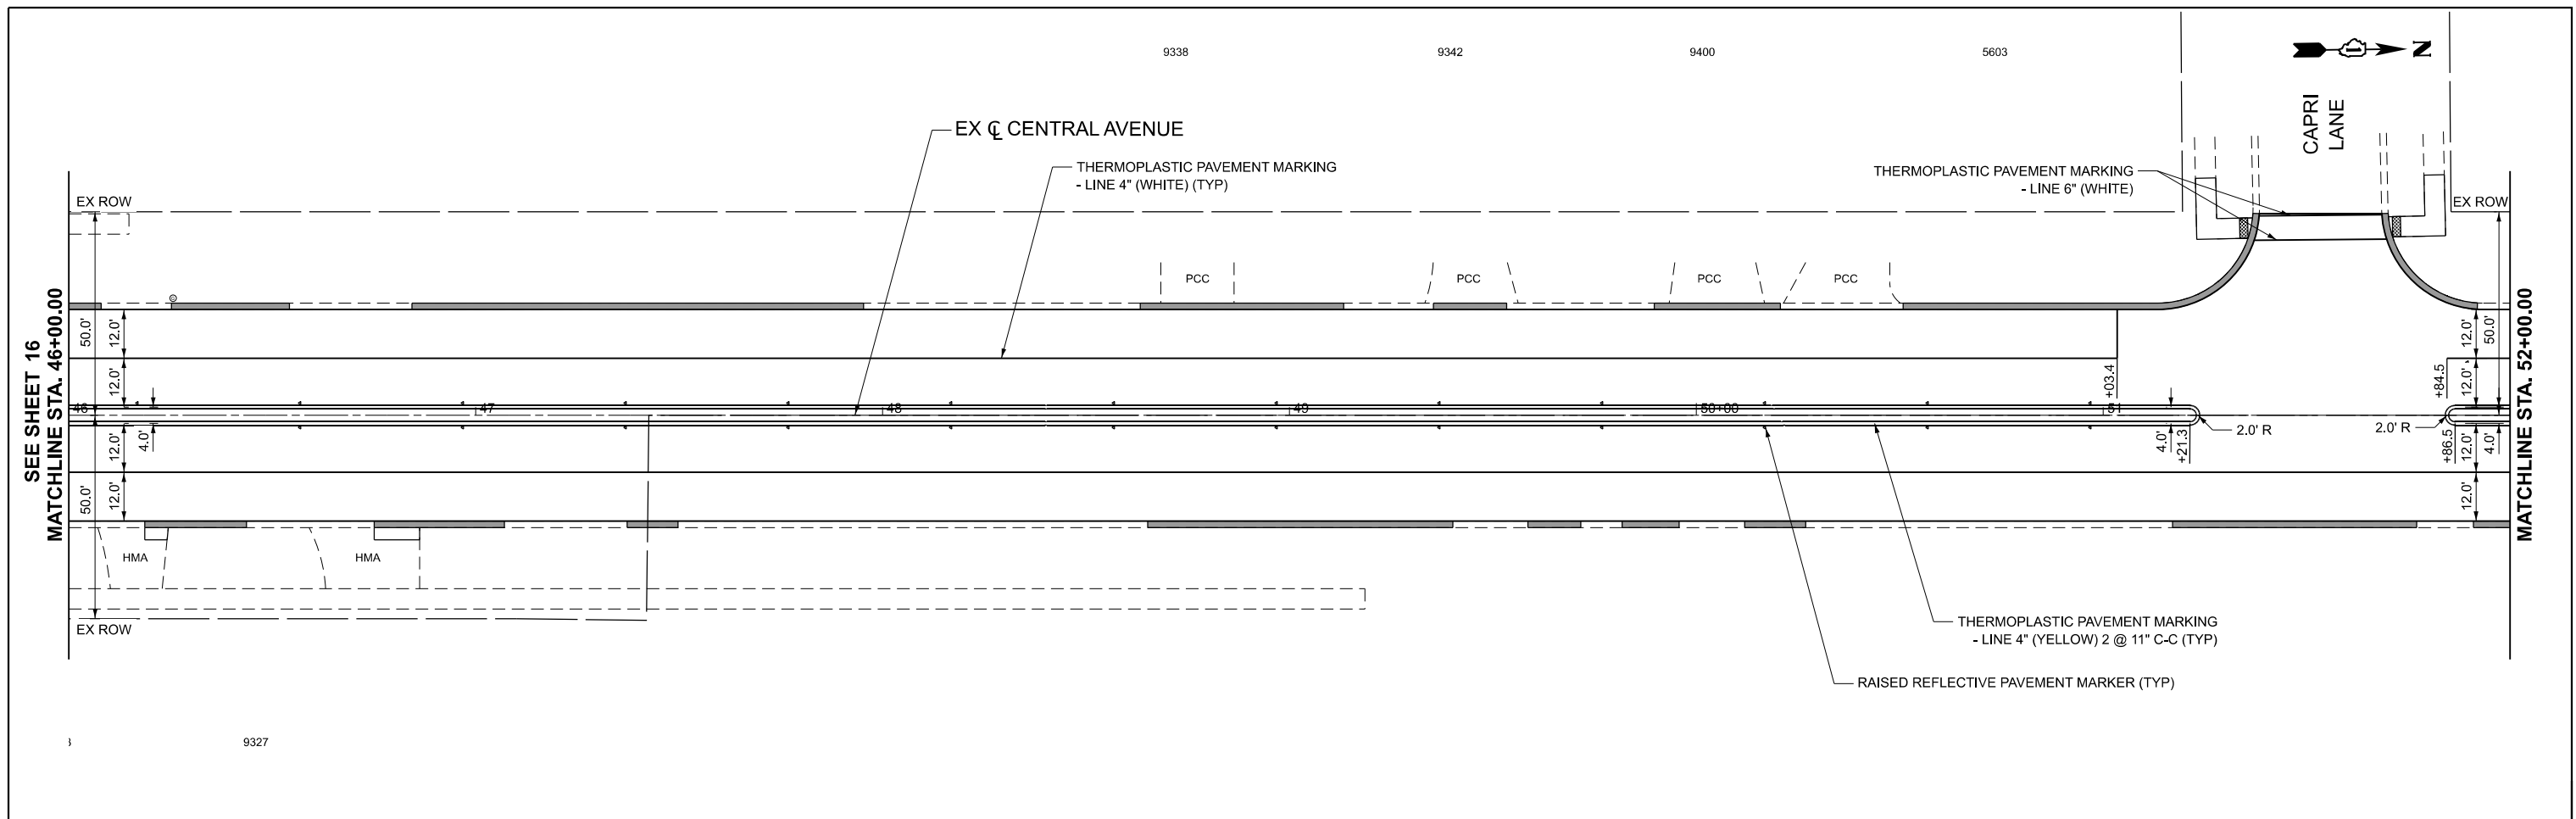 9338
9342
9400
5603
1
N
CAPRI
LANE
EX ℄ CENTRAL AVENUE
THERMOPLASTIC PAVEMENT MARKING
- LINE 4" (WHITE) (TYP)
THERMOPLASTIC PAVEMENT MARKING
- LINE 6" (WHITE)
EX ROW
EX ROW
PCC
PCC
PCC
PCC
SEE SHEET 16
MATCHLINE STA. 46+00.00
50.0'
12.0'
12.0'
12.0'
4.0'
50.0'
12.0'
46
47
48
49
50+00
51
+03.4
4.0'
+21.3
2.0' R
2.0' R
+84.5
+86.5
12.0'
50.0'
12.0'
12.0'
4.0'
12.0'
MATCHLINE STA. 52+00.00
HMA
HMA
EX ROW
THERMOPLASTIC PAVEMENT MARKING
- LINE 4" (YELLOW) 2 @ 11" C-C (TYP)
RAISED REFLECTIVE PAVEMENT MARKER (TYP)
9327